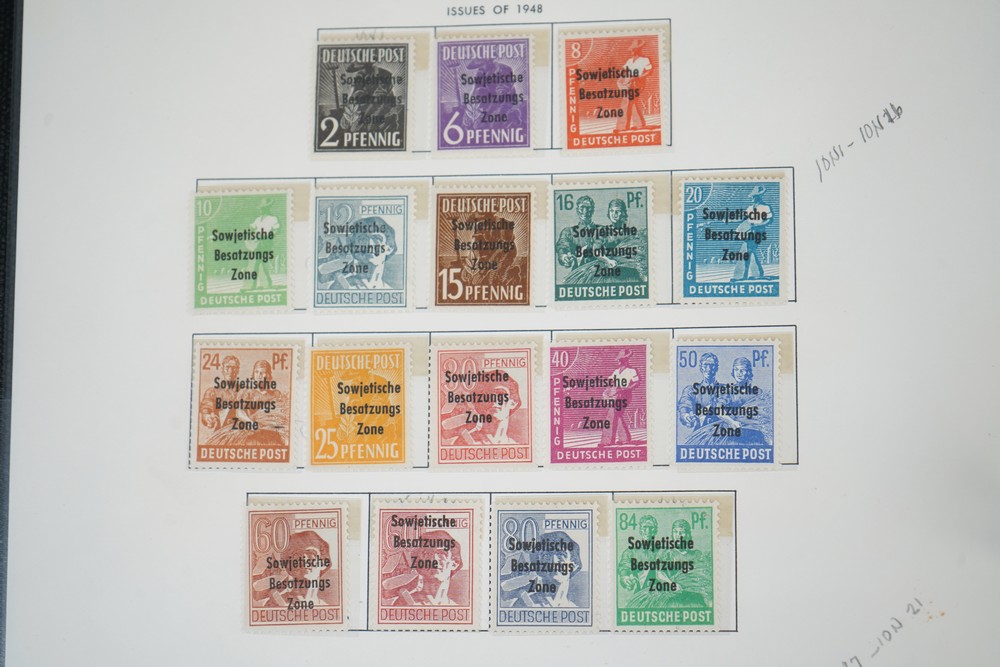 ISSUES OF 1948
DEUTSCHE POST
Sowjetische
Besatzungs
Zone
2 PFENNIG
DEUTSCHE POST
Sowjetische
Besatzungs
Zone
6 PFENNIG
8
PFENNIG
Sowjetische
Besatzungs
Zone
DEUTSCHE POST
10N1-10N16
10
PFENNIG
Sowjetische
Besatzungs
Zone
DEUTSCHE POST
12 PFENNIG
Sowjetische
Besatzungs
Zone
DEUTSCHE POST
DEUTSCHE POST
Sowjetische
Besatzungs
Zone
15 PFENNIG
16 Pf.
Sowjetische
Besatzungs
Zone
DEUTSCHE POST
20
PFENNIG
Sowjetische
Besatzungs
Zone
DEUTSCHE POST
24 Pf.
Sowjetische
Besatzungs
Zone
DEUTSCHE POST
DEUTSCHE POST
Sowjetische
Besatzungs
Zone
25 PFENNIG
PFENNIG
Sowjetische
Besatzungs
Zone
DEUTSCHE POST
40
PFENNIG
Sowjetische
Besatzungs
Zone
DEUTSCHE POST
50 Pf.
Sowjetische
Besatzungs
Zone
DEUTSCHE POST
60 PFENNIG
Sowjetische
Besatzungs
Zone
DEUTSCHE POST
Sowjetische
Besatzungs
Zone
DEUTSCHE POST
80 PFENNIG
Sowjetische
Besatzungs
Zone
DEUTSCHE POST
84 Pf.
Sowjetische
Besatzungs
Zone
DEUTSCHE POST
-10N 21